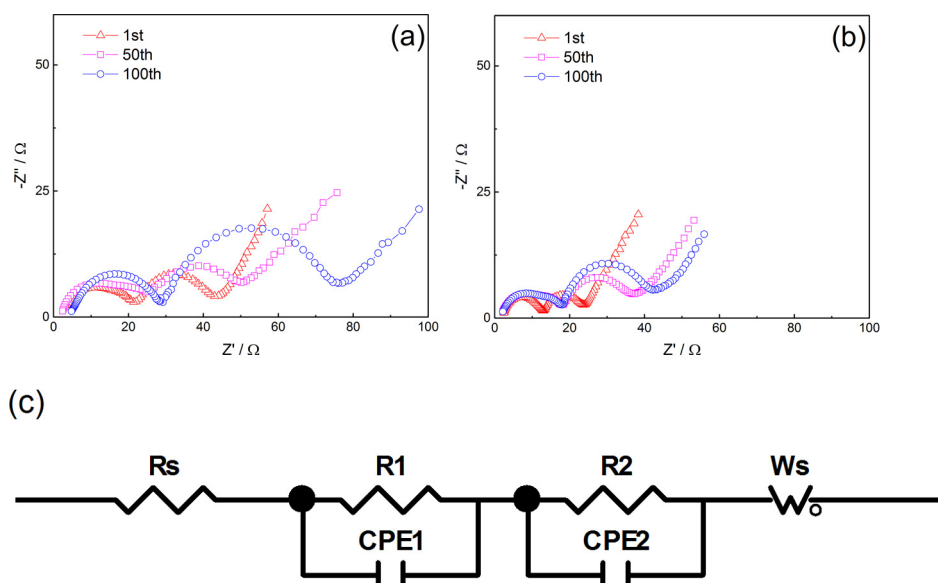 (a)
1st
50th
100th
50
25
0
0 20 40 60 80 100
-Z" / Ω
Z' / Ω
(b)
1st
50th
100th
50
25
0
0 20 40 60 80 100
-Z" / Ω
Z' / Ω
(c)
Rs R1 R2 Ws
CPE1 CPE2